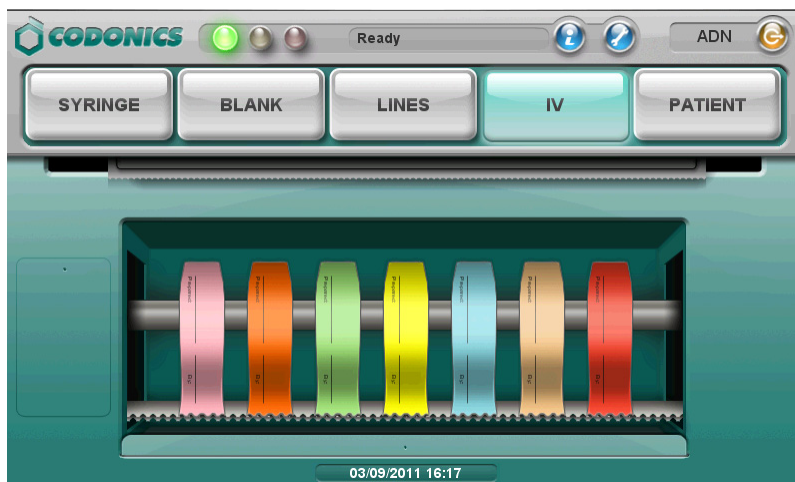 CODONICS
Ready
ADN
SYRINGE
BLANK
LINES
IV
PATIENT
03/09/2011 16:17